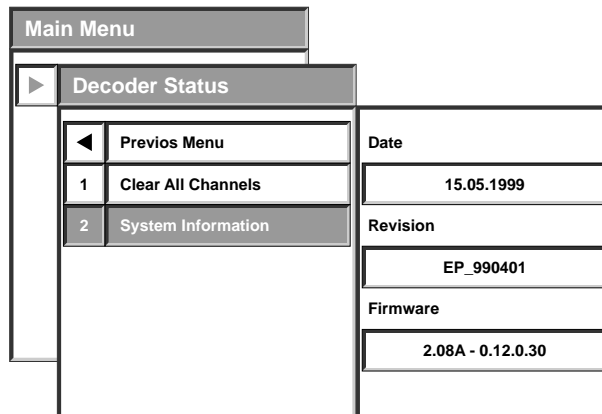 Main Menu
Decoder Status
Previos Menu
1 Clear All Channels
2 System Information
Date
15.05.1999
Revision
EP_990401
Firmware
2.08A - 0.12.0.30